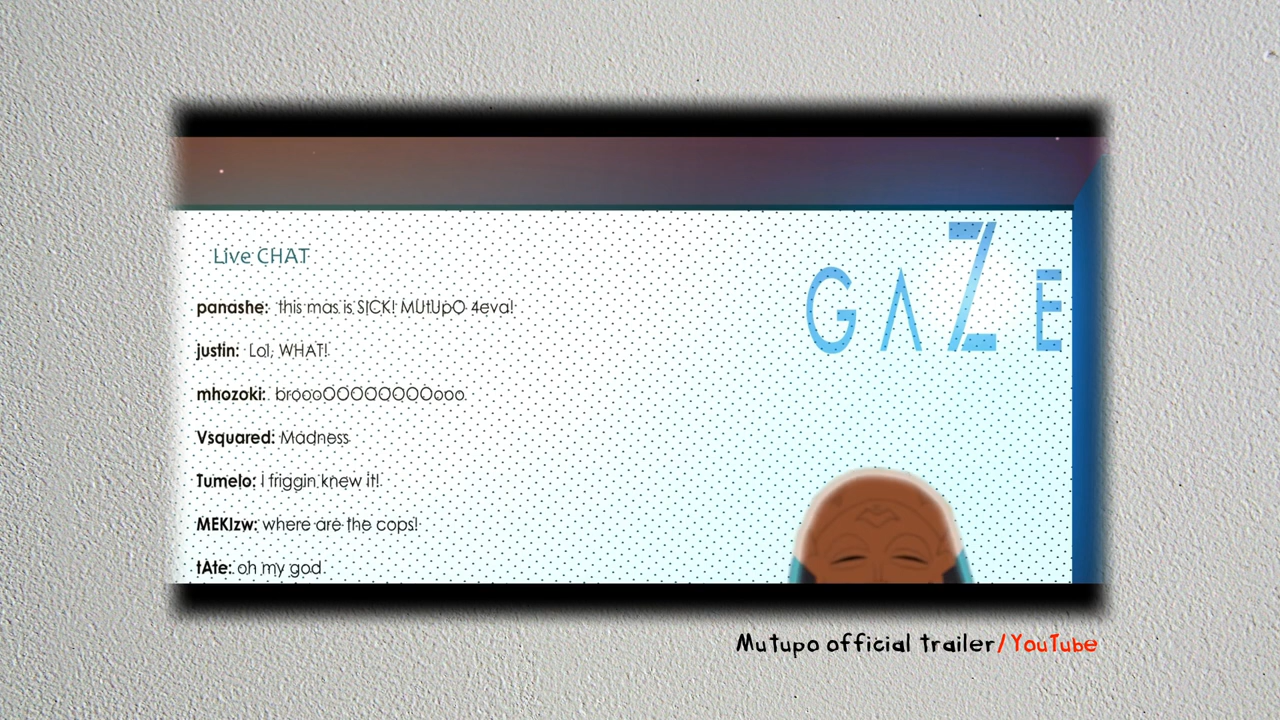 Live CHAT
GAZE
panashe: this mas is SICK! MUtUpO 4eva!
justin: Lol, WHAT!
mhozoki: broooOOOOOOOOooo
Vsquared: Madness
Tumelo: I friggin knew it!
MEKIzw: where are the cops!
tAte: oh my god
Mutupo official trailer/YouTube